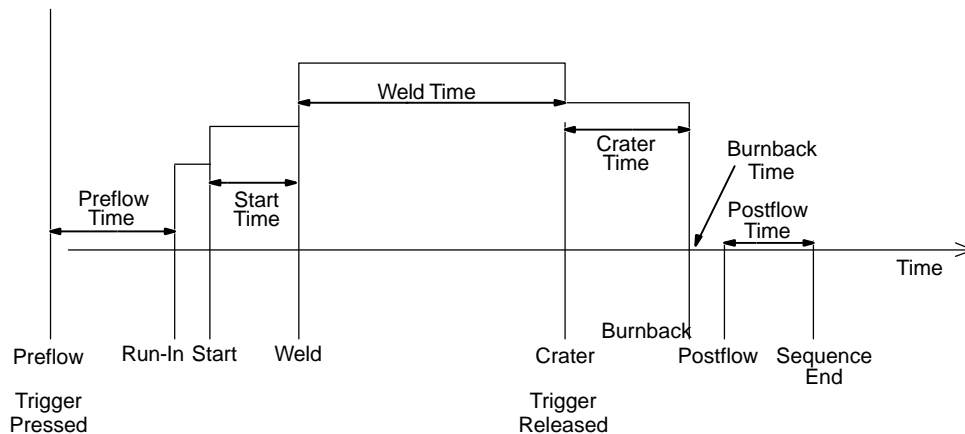 Weld Time
Crater
Time
Burnback
Time
Preflow
Time
Start
Time
Postflow
Time
Time
Burnback
Preflow
Run-In
Start
Weld
Crater
Postflow
Sequence
End
Trigger
Pressed
Trigger
Released